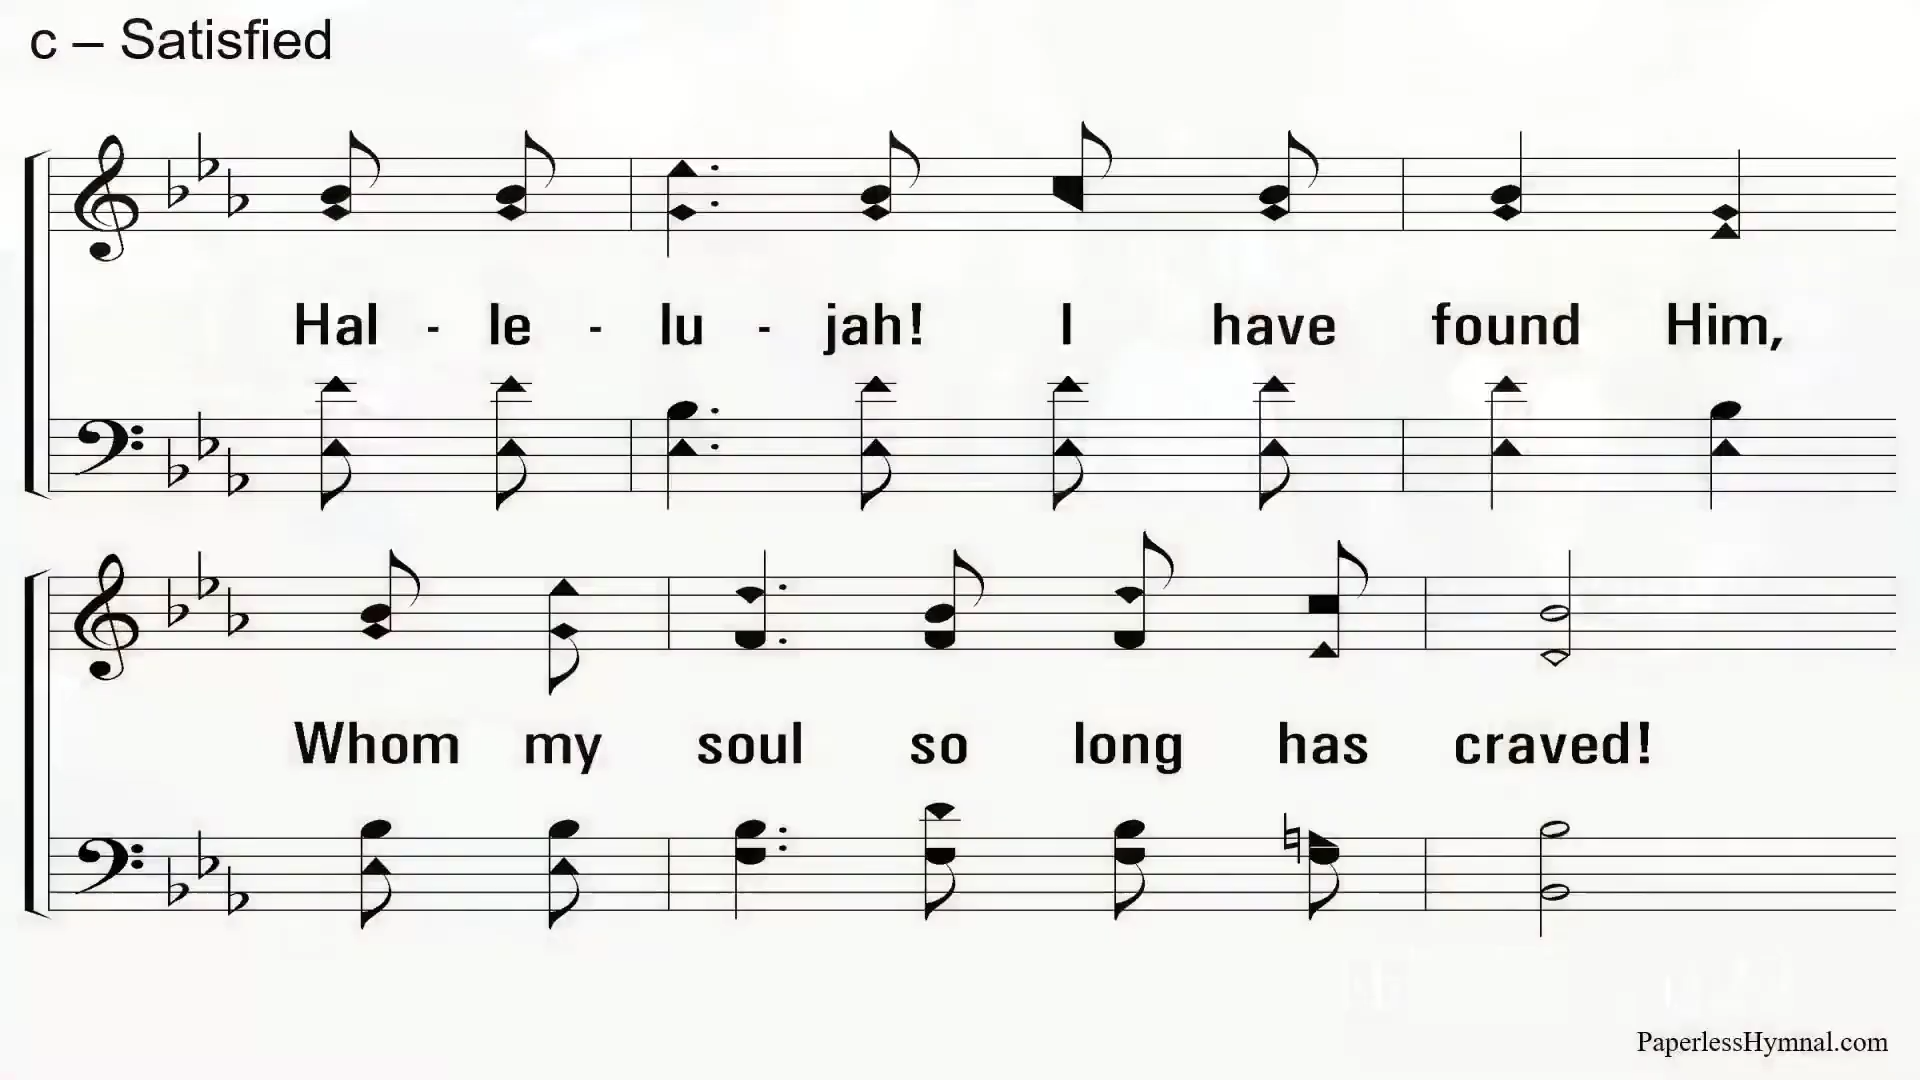 c – Satisfied
Hal - le - lu - jah! I have found Him,
Whom my soul so long has craved!
PaperlessHymnal.com